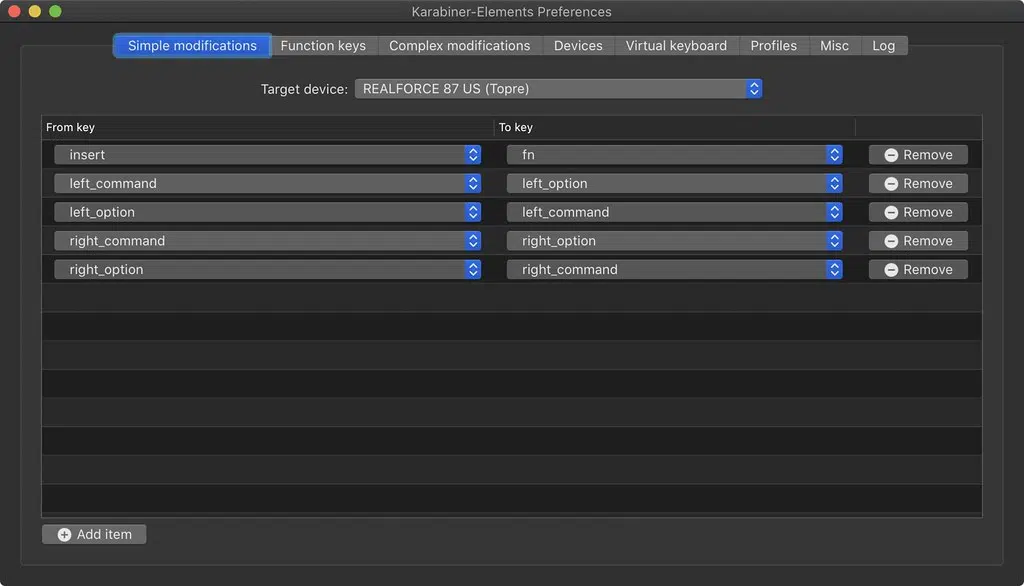 Karabiner-Elements Preferences
Simple modifications Function keys Complex modifications Devices Virtual keyboard Profiles Misc Log
Target device: REALFORCE 87 US (Topre)
From key To key
insert fn Remove
left_command left_option Remove
left_option left_command Remove
right_command right_option Remove
right_option right_command Remove
Add item